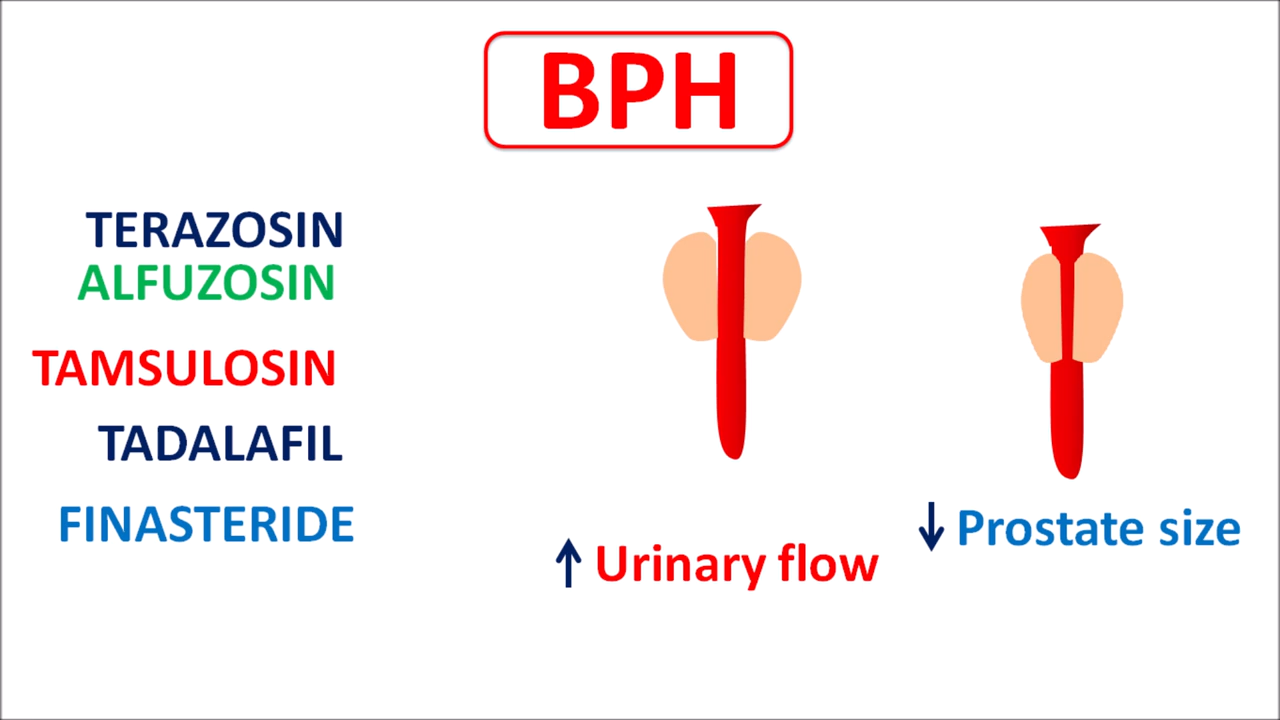 BPH
TERAZOSIN
ALFUZOSIN
TAMSULOSIN
TADALAFIL
FINASTERIDE
↑ Urinary flow
↓ Prostate size